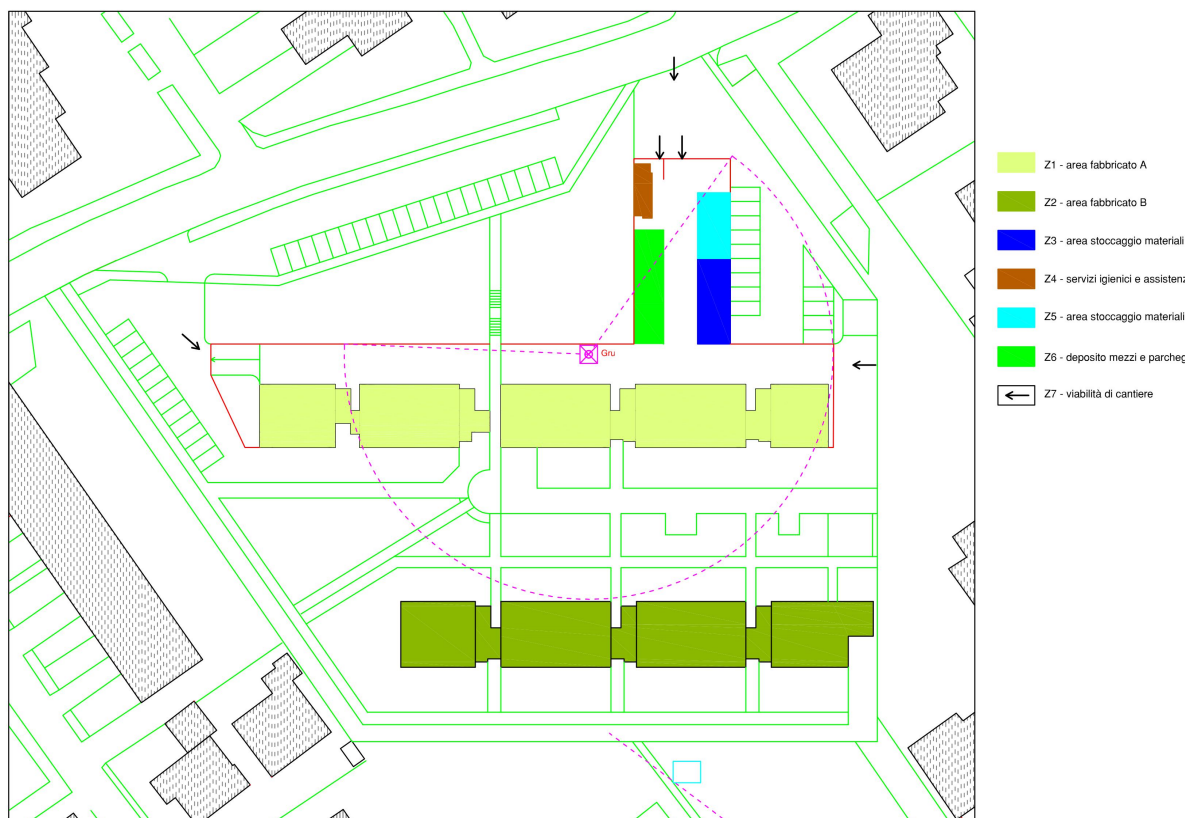 Gru
Z1 - area fabbricato A
Z2 - area fabbricato B
Z3 - area stoccaggio materiali
Z4 - servizi igienici e assistenz
Z5 - area stoccaggio materiali
Z6 - deposito mezzi e parcheg
Z7 - viabilità di cantiere